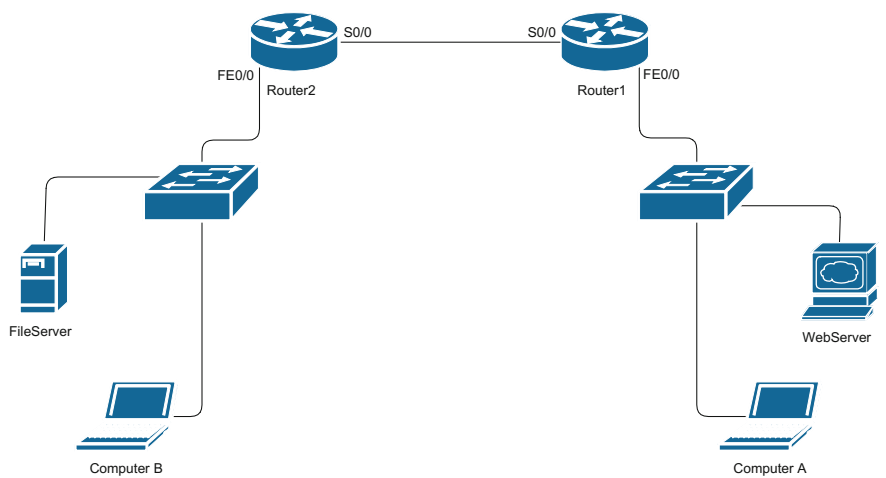 S0/0
S0/0
FE0/0
Router2
Router1
FE0/0
FileServer
WebServer
Computer B
Computer A